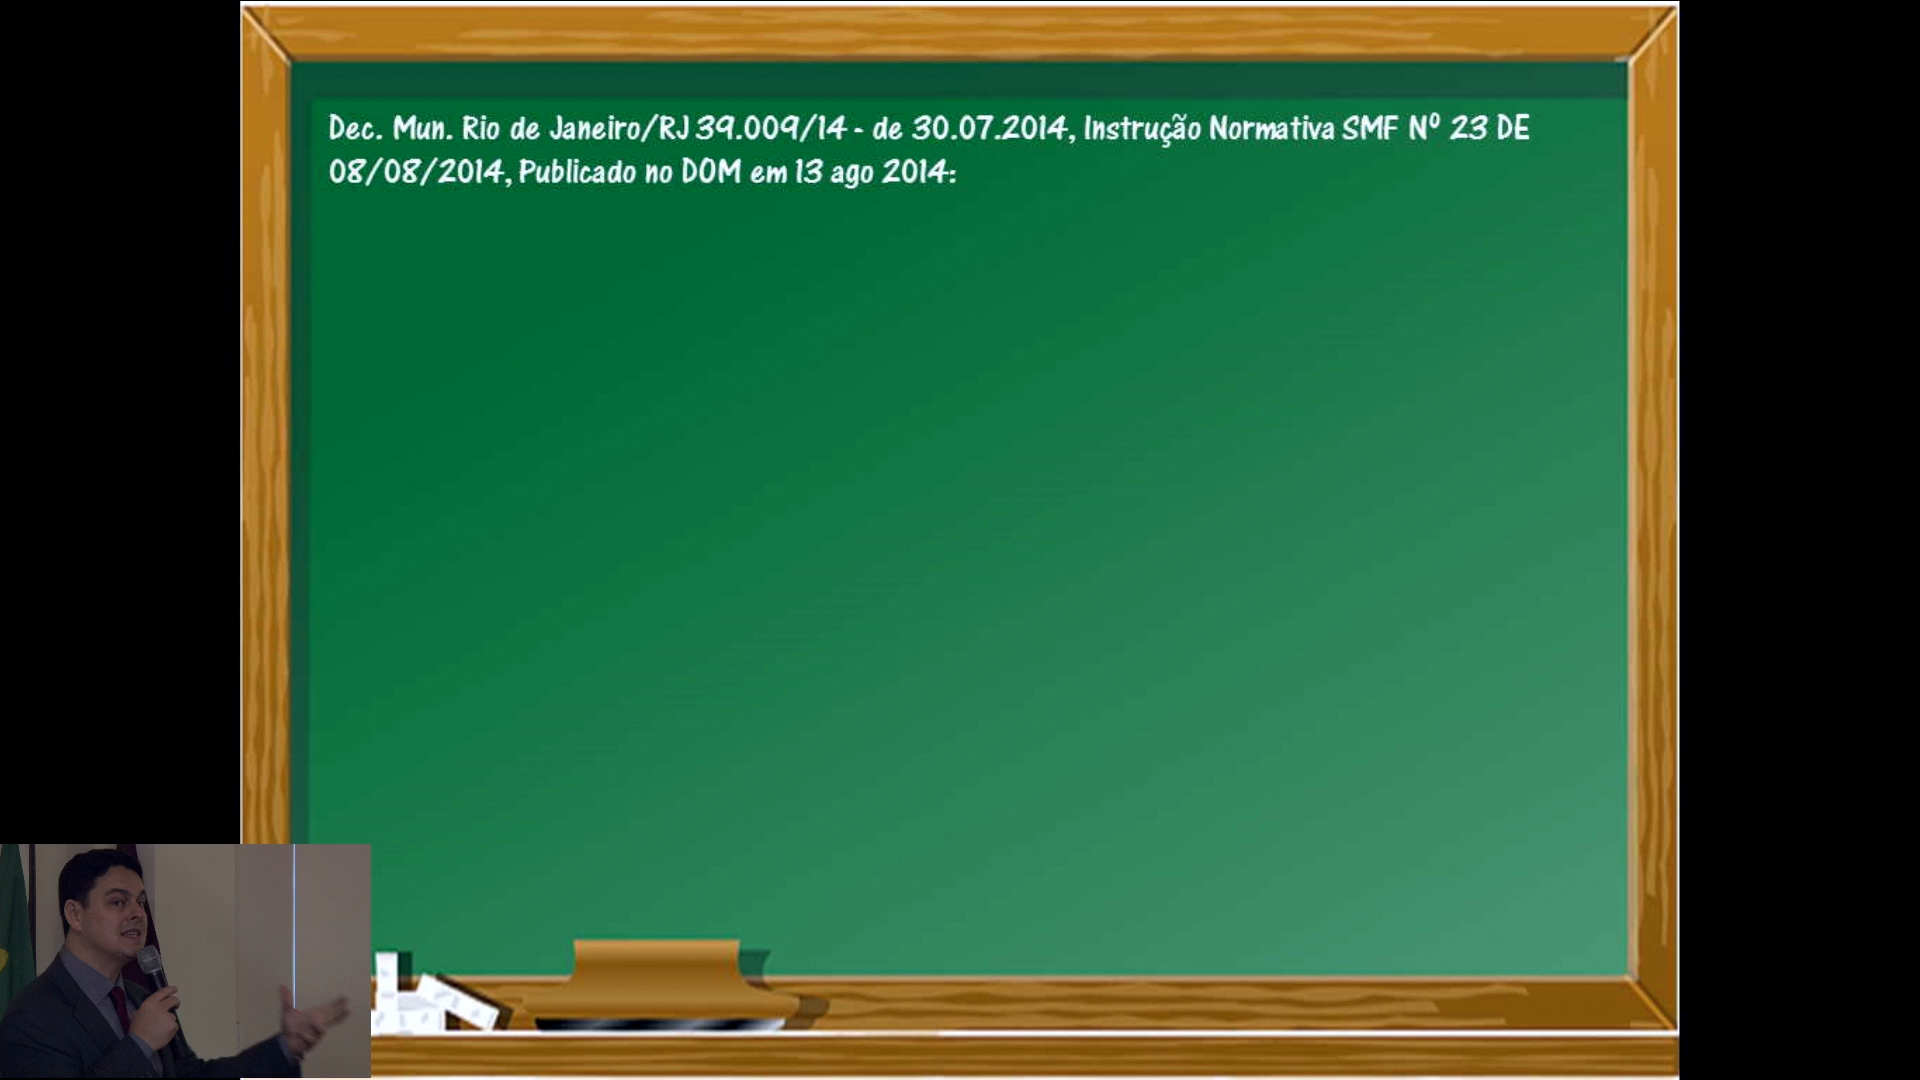 Dec. Mun. Rio de Janeiro/RJ 39.009/14 - de 30.07.2014, Instrução Normativa SMF Nº 23 DE
08/08/2014, Publicado no DOM em 13 ago 2014: